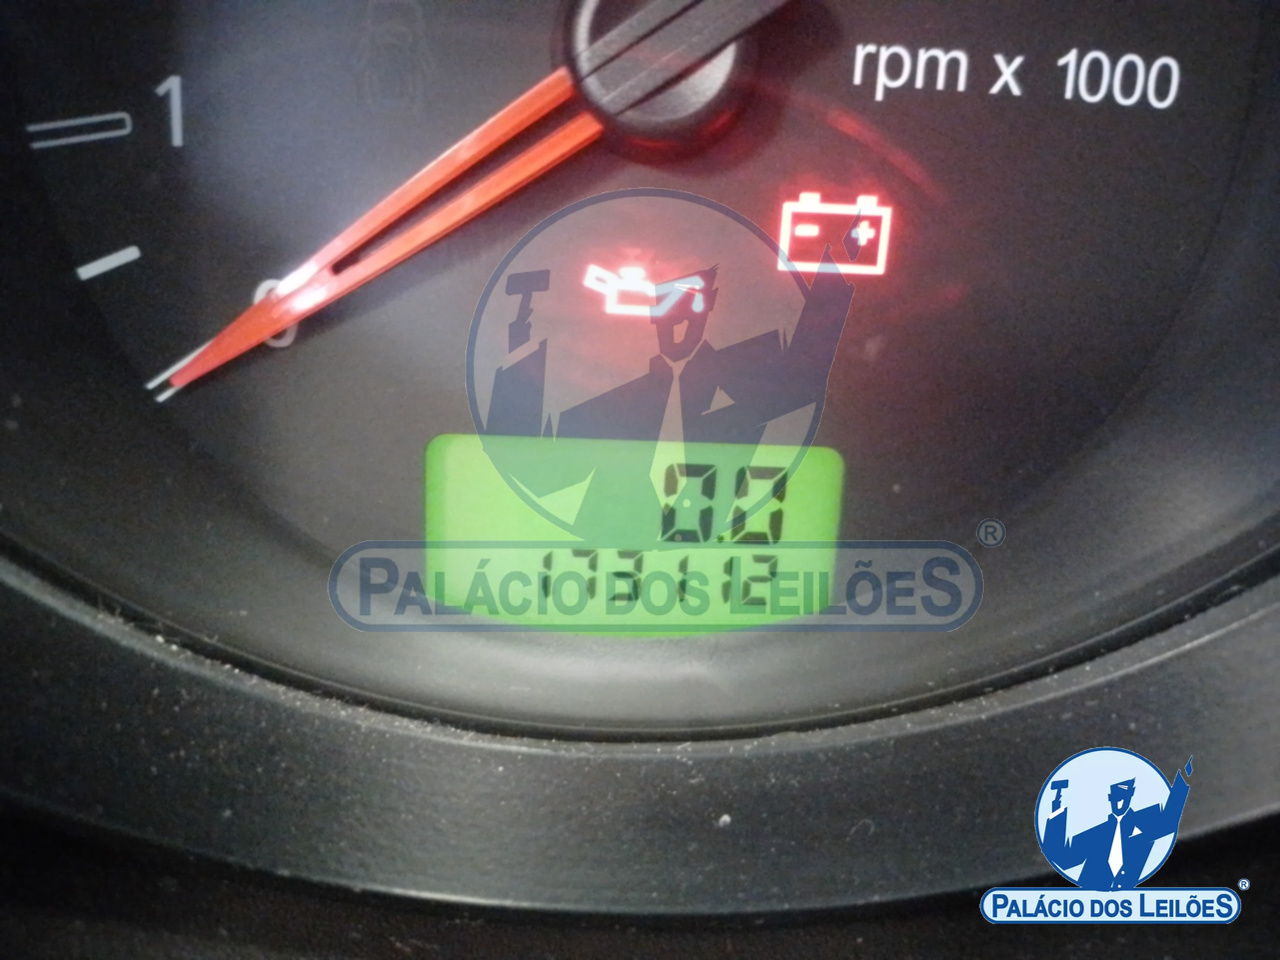 rpm x 1000
1
0
0.0
173112
PALÁCIO DOS LEILÕES ®
PALÁCIO DOS LEILÕES ®